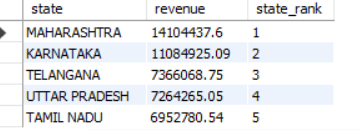 state revenue state_rank
MAHARASHTRA 14104437.6 1
KARNATAKA 11084925.09 2
TELANGANA 7366068.75 3
UTTAR PRADESH 7264265.05 4
TAMIL NADU 6952780.54 5